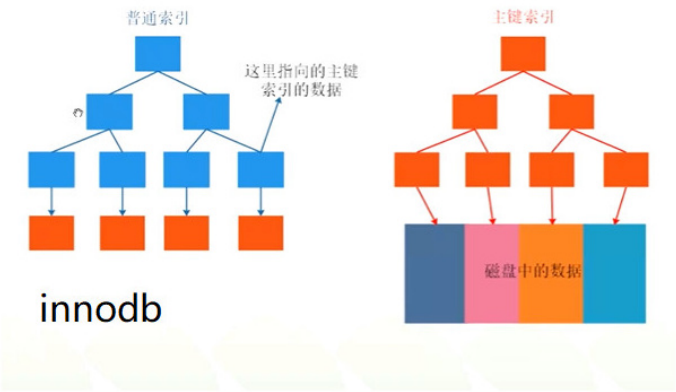 普通索引
主键索引
这里指向的主键
索引的数据
磁盘中的数据
innodb